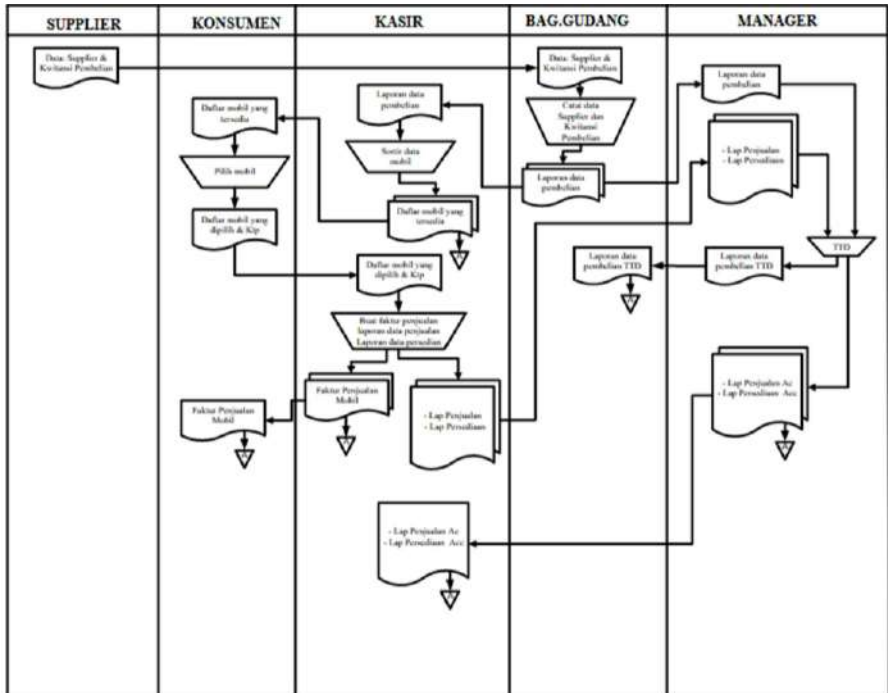 SUPPLIER
KONSUMEN
KASIR
BAG.GUDANG
MANAGER
Data: Supplier &
Kwitansi Pembelian
Data: Supplier &
Kwitansi Pembelian
Laporan data
pembelian
Laporan data
pembelian
Daftar mobil yang
tersedia
Catat data
Supplier dan
Kwitansi
Pembelian
- Lap Penjualan
- Lap Persediaan
Sortir data
mobil
Pilih mobil
Laporan data
pembelian
Daftar mobil yang
tersedia
Daftar mobil yang
dipilih & Ktp
A
TTD
Daftar mobil yang
dipilih & Ktp
Laporan data
pembelian TTD
Laporan data
pembelian TTD
A
Buat faktur penjualan
laporan data penjualan
Laporan data persedian
Faktur Penjualan
Mobil
- Lap Penjualan
- Lap Persediaan
- Lap Penjualan Ac
- Lap Persediaan Acc
Faktur Penjualan
Mobil
A
A
A
- Lap Penjualan Ac
- Lap Persediaan Acc
A